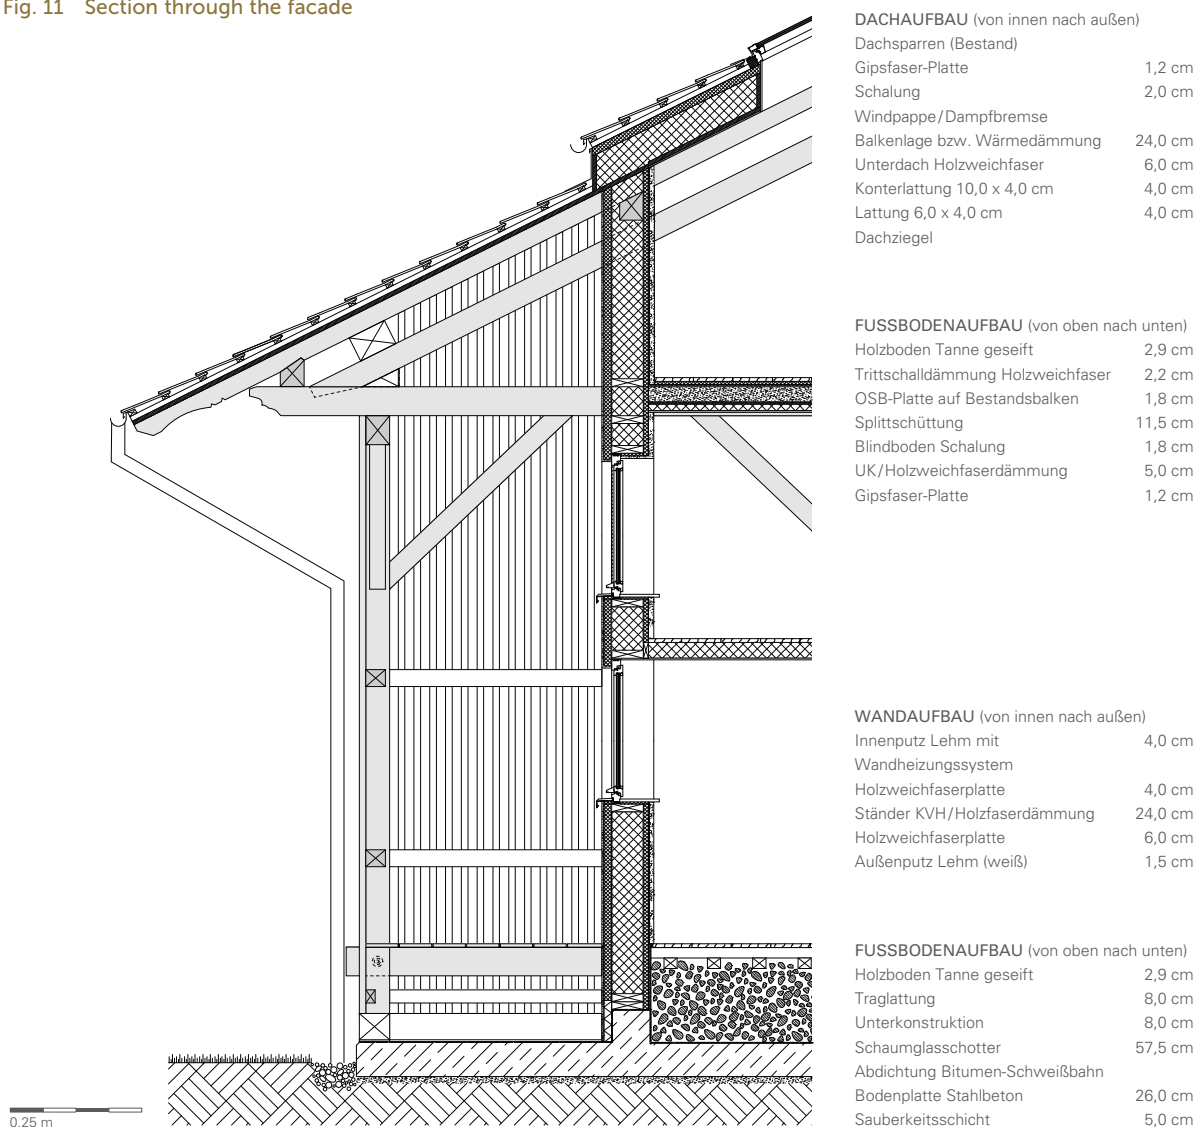 Fig. 11 Section through the facade
DACHAUFBAU (von innen nach außen)
Dachsparren (Bestand)
Gipsfaser-Platte 1,2 cm
Schalung 2,0 cm
Windpappe/Dampfbremse
Balkenlage bzw. Wärmedämmung 24,0 cm
Unterdach Holzweichfaser 6,0 cm
Konterlattung 10,0 x 4,0 cm 4,0 cm
Lattung 6,0 x 4,0 cm 4,0 cm
Dachziegel
FUSSBODENAUFBAU (von oben nach unten)
Holzboden Tanne geseift 2,9 cm
Trittschalldämmung Holzweichfaser 2,2 cm
OSB-Platte auf Bestandsbalken 1,8 cm
Splittschüttung 11,5 cm
Blindboden Schalung 1,8 cm
UK/Holzweichfaserdämmung 5,0 cm
Gipsfaser-Platte 1,2 cm
WANDAUFBAU (von innen nach außen)
Innenputz Lehm mit 4,0 cm
Wandheizungssystem
Holzweichfaserplatte 4,0 cm
Ständer KVH/Holzfaserdämmung 24,0 cm
Holzweichfaserplatte 6,0 cm
Außenputz Lehm (weiß) 1,5 cm
FUSSBODENAUFBAU (von oben nach unten)
Holzboden Tanne geseift 2,9 cm
Traglattung 8,0 cm
Unterkonstruktion 8,0 cm
Schaumglasschotter 57,5 cm
Abdichtung Bitumen-Schweißbahn
Bodenplatte Stahlbeton 26,0 cm
Sauberkeitsschicht 5,0 cm
0.25 m